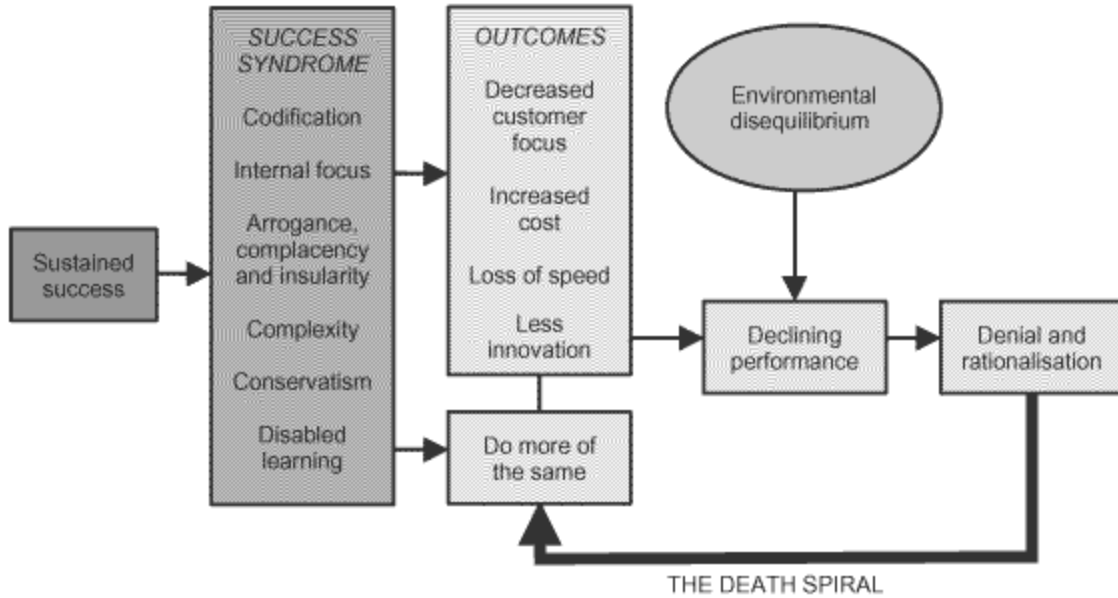 Sustained
success
SUCCESS
SYNDROME
Codification
Internal focus
Arrogance,
complacency
and insularity
Complexity
Conservatism
Disabled
learning
OUTCOMES
Decreased
customer
focus
Increased
cost
Loss of speed
Less
innovation
Do more of
the same
Environmental
disequilibrium
Declining
performance
Denial and
rationalisation
THE DEATH SPIRAL